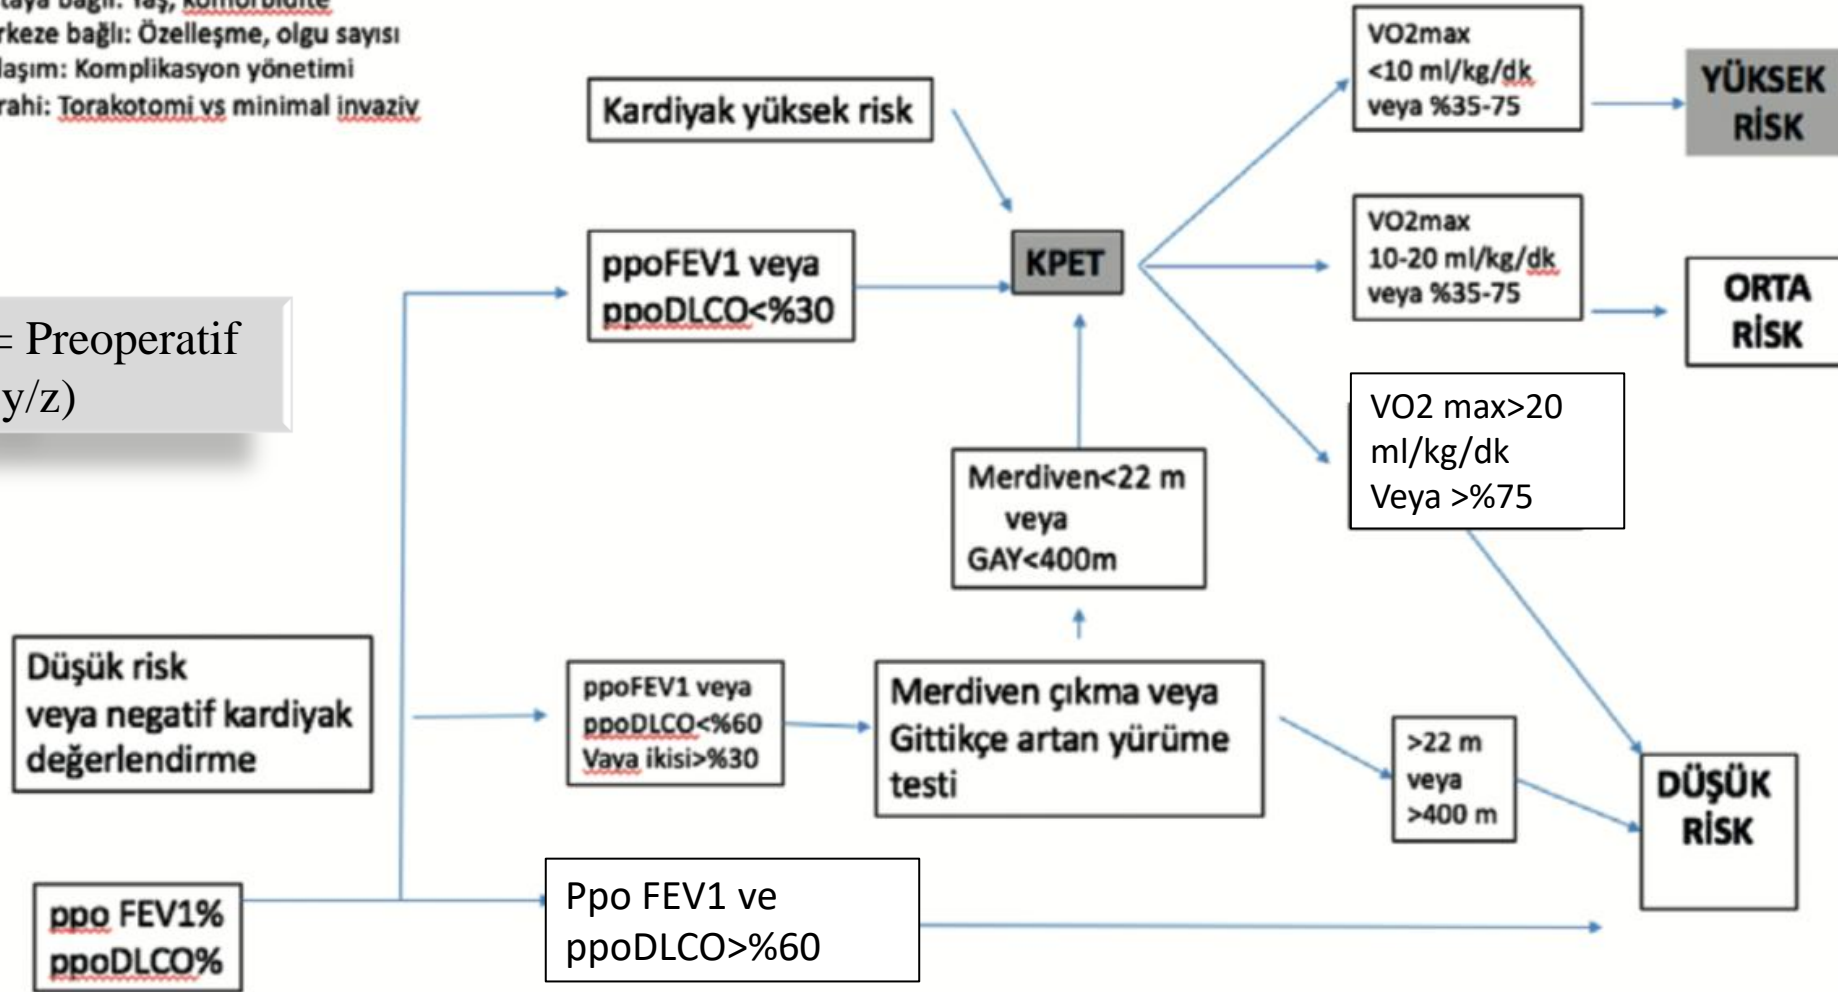 Yaş, komorbidite
bağlı: Özelleşme, olgu sayısı
Komplikasyon yönetimi
Torakotomi vs minimal invaziv
Kardiyak yüksek risk
ppoFEV1 veya
ppoDLCO<%30
= Preoperatif
y/z)
KPET
VO2max
<10 ml/kg/dk
veya %35-75
YÜKSEK
RİSK
VO2max
10-20 ml/kg/dk
veya %35-75
ORTA
RİSK
VO2 max>20
ml/kg/dk
Veya >%75
Merdiven<22 m
veya
GAY<400m
Düşük risk
veya negatif kardiyak
değerlendirme
ppoFEV1 veya
ppoDLCO<%60
Vaya ikisi>%30
Merdiven çıkma veya
Gittikçe artan yürüme
testi
>22 m
veya
>400 m
DÜŞÜK
RİSK
ppo FEV1%
ppoDLCO%
Ppo FEV1 ve
ppoDLCO>%60